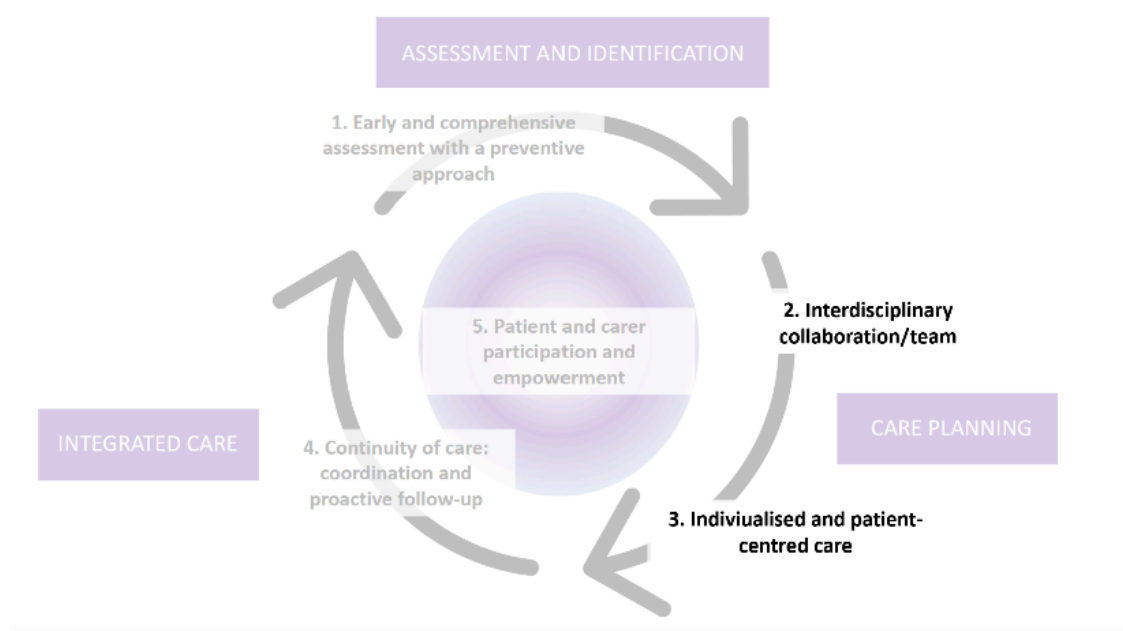 ASSESSMENT AND IDENTIFICATION
1. Early and comprehensive
assessment with a preventive
approach
2. Interdisciplinary
collaboration/team
5. Patient and carer
participation and
empowerment
CARE PLANNING
INTEGRATED CARE
4. Continuity of care:
coordination and
proactive follow-up
3. Indiviualised and patient-
centred care